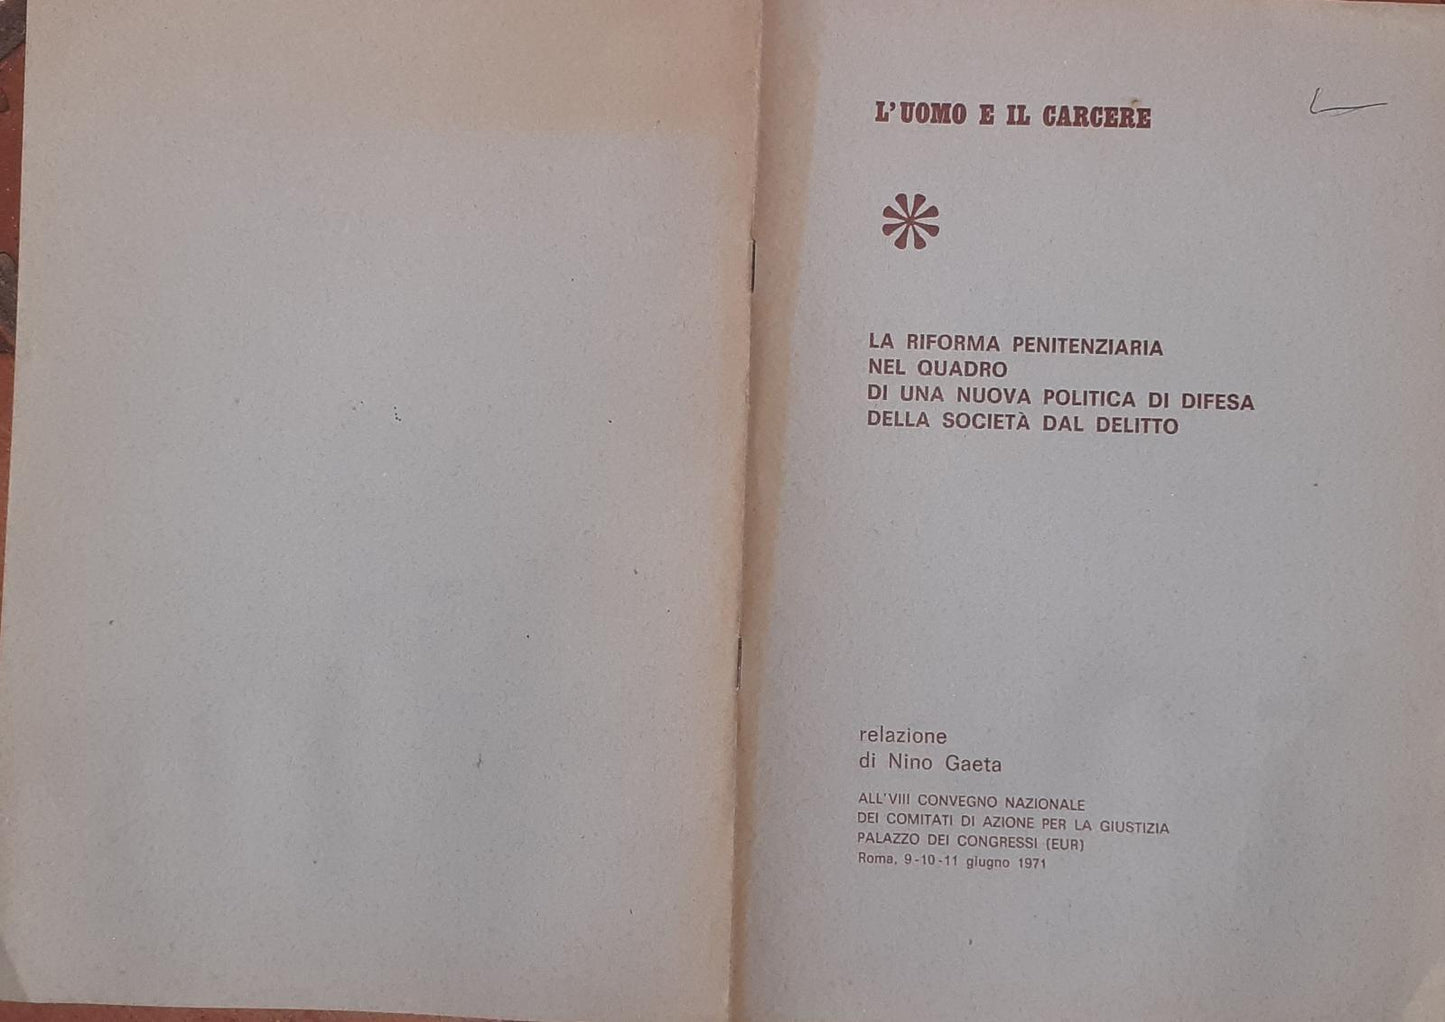 L'UOMO E IL CARCERE
LA RIFORMA PENITENZIARIA
NEL QUADRO
DI UNA NUOVA POLITICA DI DIFESA
DELLA SOCIETÀ DAL DELITTO
relazione
di Nino Gaeta
ALL'VIII CONVEGNO NAZIONALE
DEI COMITATI DI AZIONE PER LA GIUSTIZIA
PALAZZO DEI CONGRESSI (EUR)
Roma, 9-10-11 giugno 1971